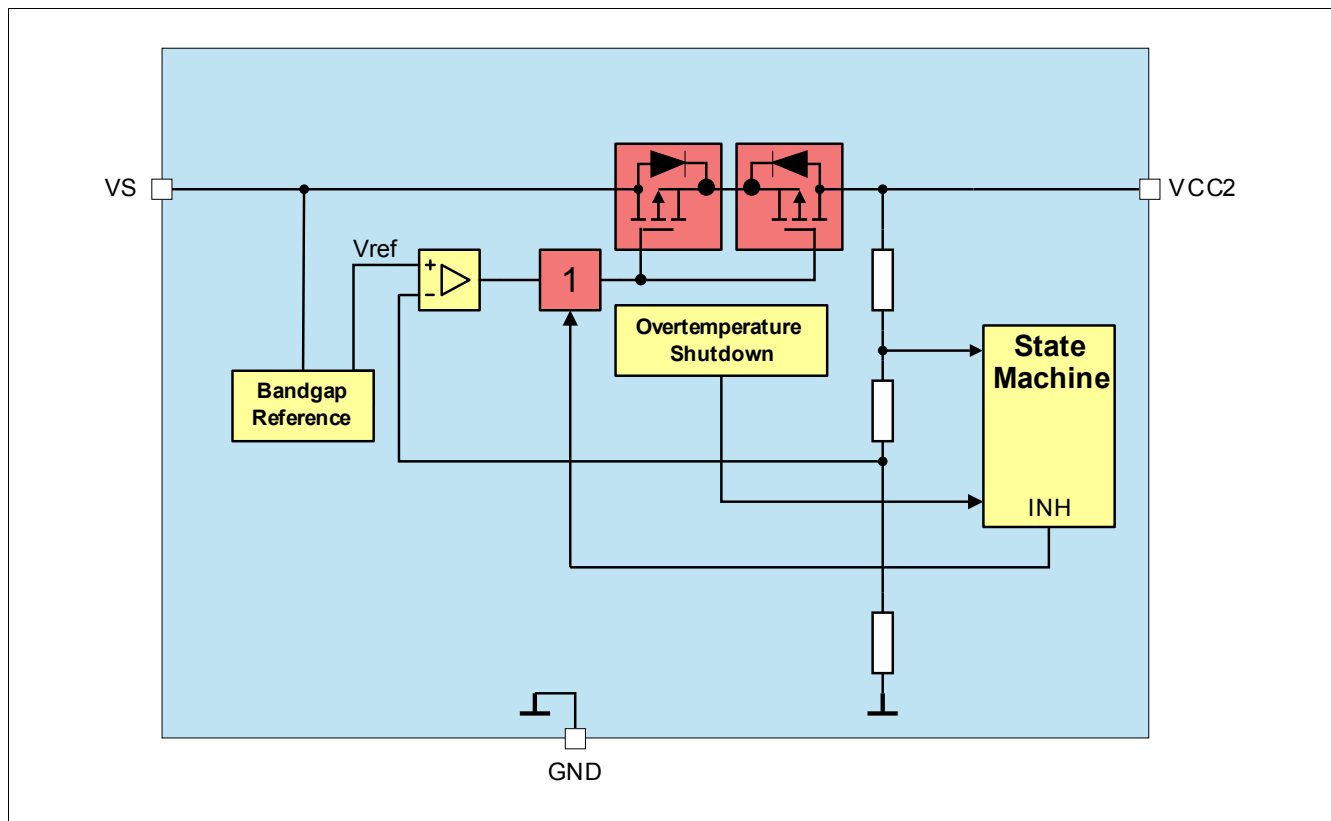 VS
VCC2
Vref
+
-
1
Overtemperature
Shutdown
State
Machine
Bandgap
Reference
INH
GND